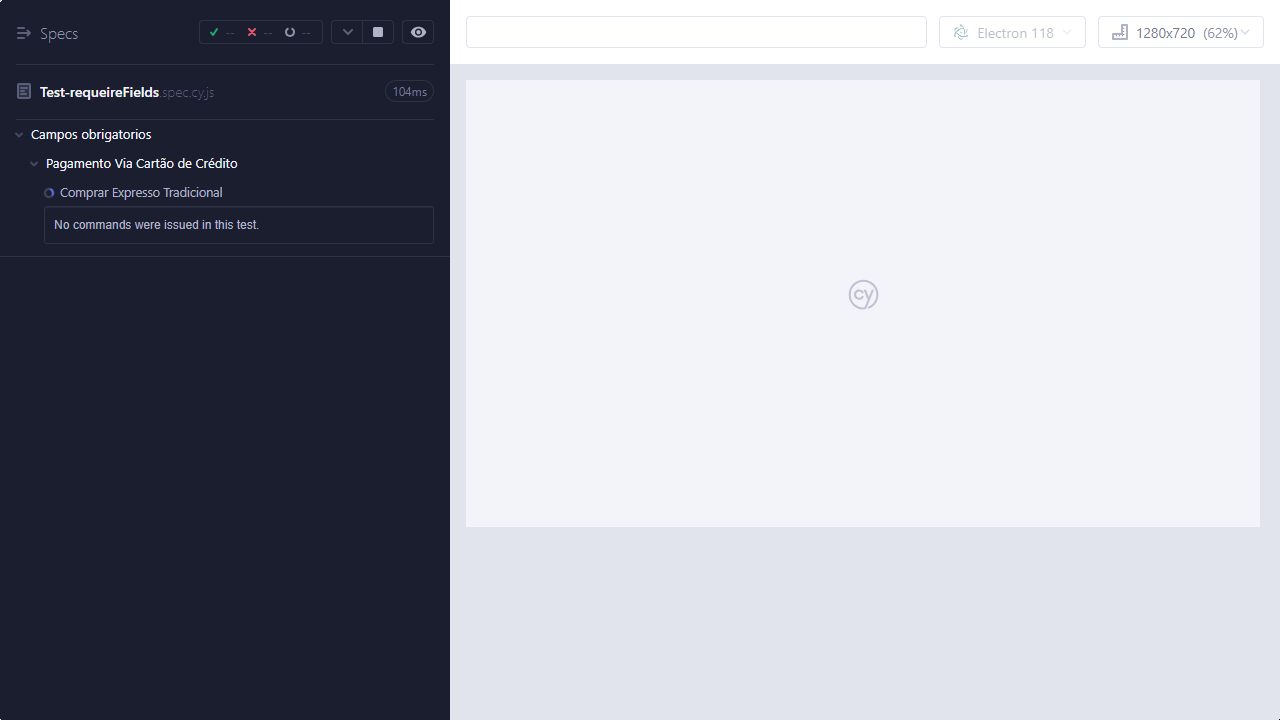 Specs
-- -- --
Electron 118
1280x720 (62%)
Test-requeireFields.spec.cy.js
104ms
Campos obrigatorios
Pagamento Via Cartão de Crédito
Comprar Expresso Tradicional
No commands were issued in this test.
cy